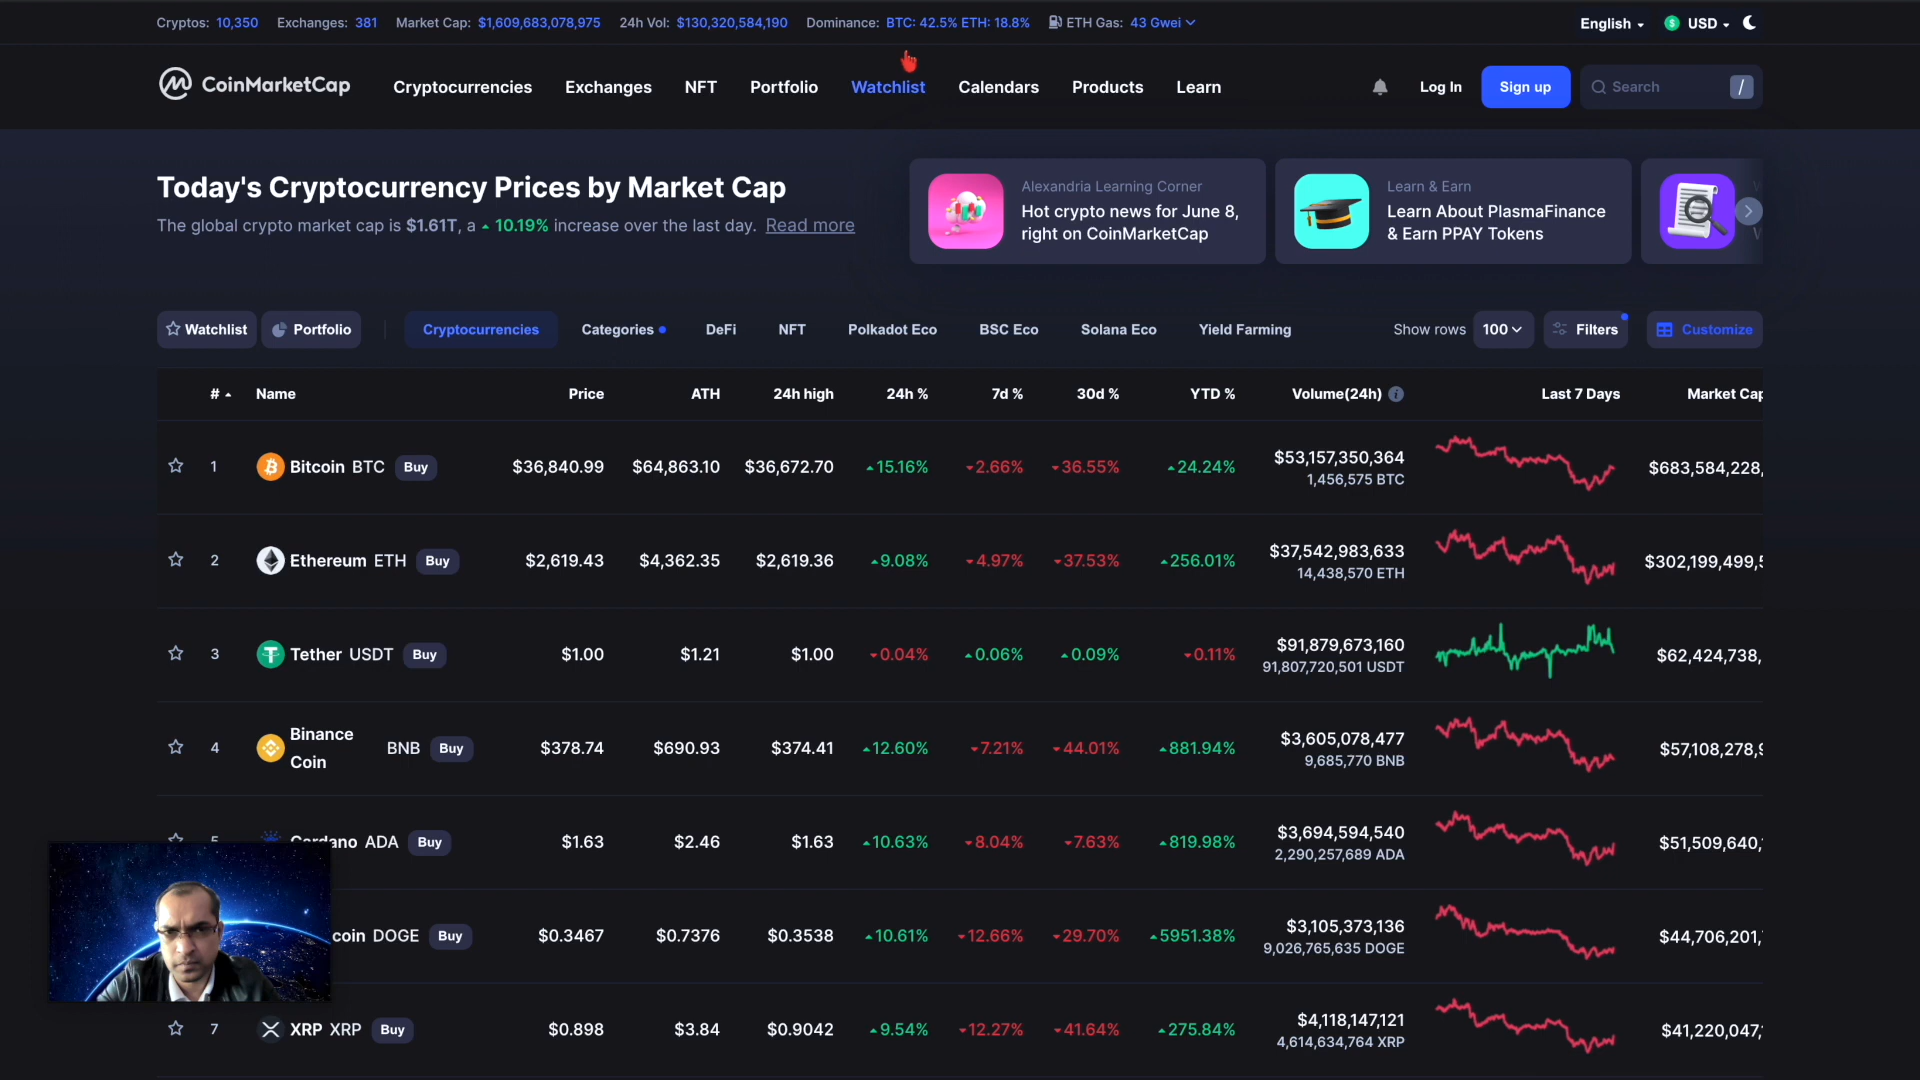 Cryptos: 10,350 Exchanges: 381 Market Cap: $1,609,683,078,975 24h Vol: $130,320,584,190 Dominance: BTC: 42.5% ETH: 18.8% ETH Gas: 43 Gwei English USD
CoinMarketCap Cryptocurrencies Exchanges NFT Portfolio Watchlist Calendars Products Learn Log In Sign up Search /
Today's Cryptocurrency Prices by Market Cap
The global crypto market cap is $1.61T, a 10.19% increase over the last day. Read more
Alexandria Learning Corner
Hot crypto news for June 8,
right on CoinMarketCap
Learn & Earn
Learn About PlasmaFinance
& Earn PPAY Tokens
Watchlist Portfolio Cryptocurrencies Categories DeFi NFT Polkadot Eco BSC Eco Solana Eco Yield Farming Show rows 100 Filters Customize
# Name Price ATH 24h high 24h % 7d % 30d % YTD % Volume(24h) Last 7 Days Market Cap
1 Bitcoin BTC Buy $36,840.99 $64,863.10 $36,672.70 15.16% 2.66% 36.55% 24.24% $53,157,350,364 $683,584,228,
1,456,575 BTC
2 Ethereum ETH Buy $2,619.43 $4,362.35 $2,619.36 9.08% 4.97% 37.53% 256.01% $37,542,983,633 $302,199,499,5
14,438,570 ETH
3 Tether USDT Buy $1.00 $1.21 $1.00 0.04% 0.06% 0.09% 0.11% $91,879,673,160 $62,424,738,
91,807,720,501 USDT
4 Binance Coin BNB Buy $378.74 $690.93 $374.41 12.60% 7.21% 44.01% 881.94% $3,605,078,477 $57,108,278,9
9,685,770 BNB
5 Cardano ADA Buy $1.63 $2.46 $1.63 10.63% 8.04% 7.63% 819.98% $3,694,594,540 $51,509,640,
2,290,257,689 ADA
coin DOGE Buy $0.3467 $0.7376 $0.3538 10.61% 12.66% 29.70% 5951.38% $3,105,373,136 $44,706,201,
9,026,765,635 DOGE
7 XRP XRP Buy $0.898 $3.84 $0.9042 9.54% 12.27% 41.64% 275.84% $4,118,147,121 $41,220,047,
4,614,634,764 XRP